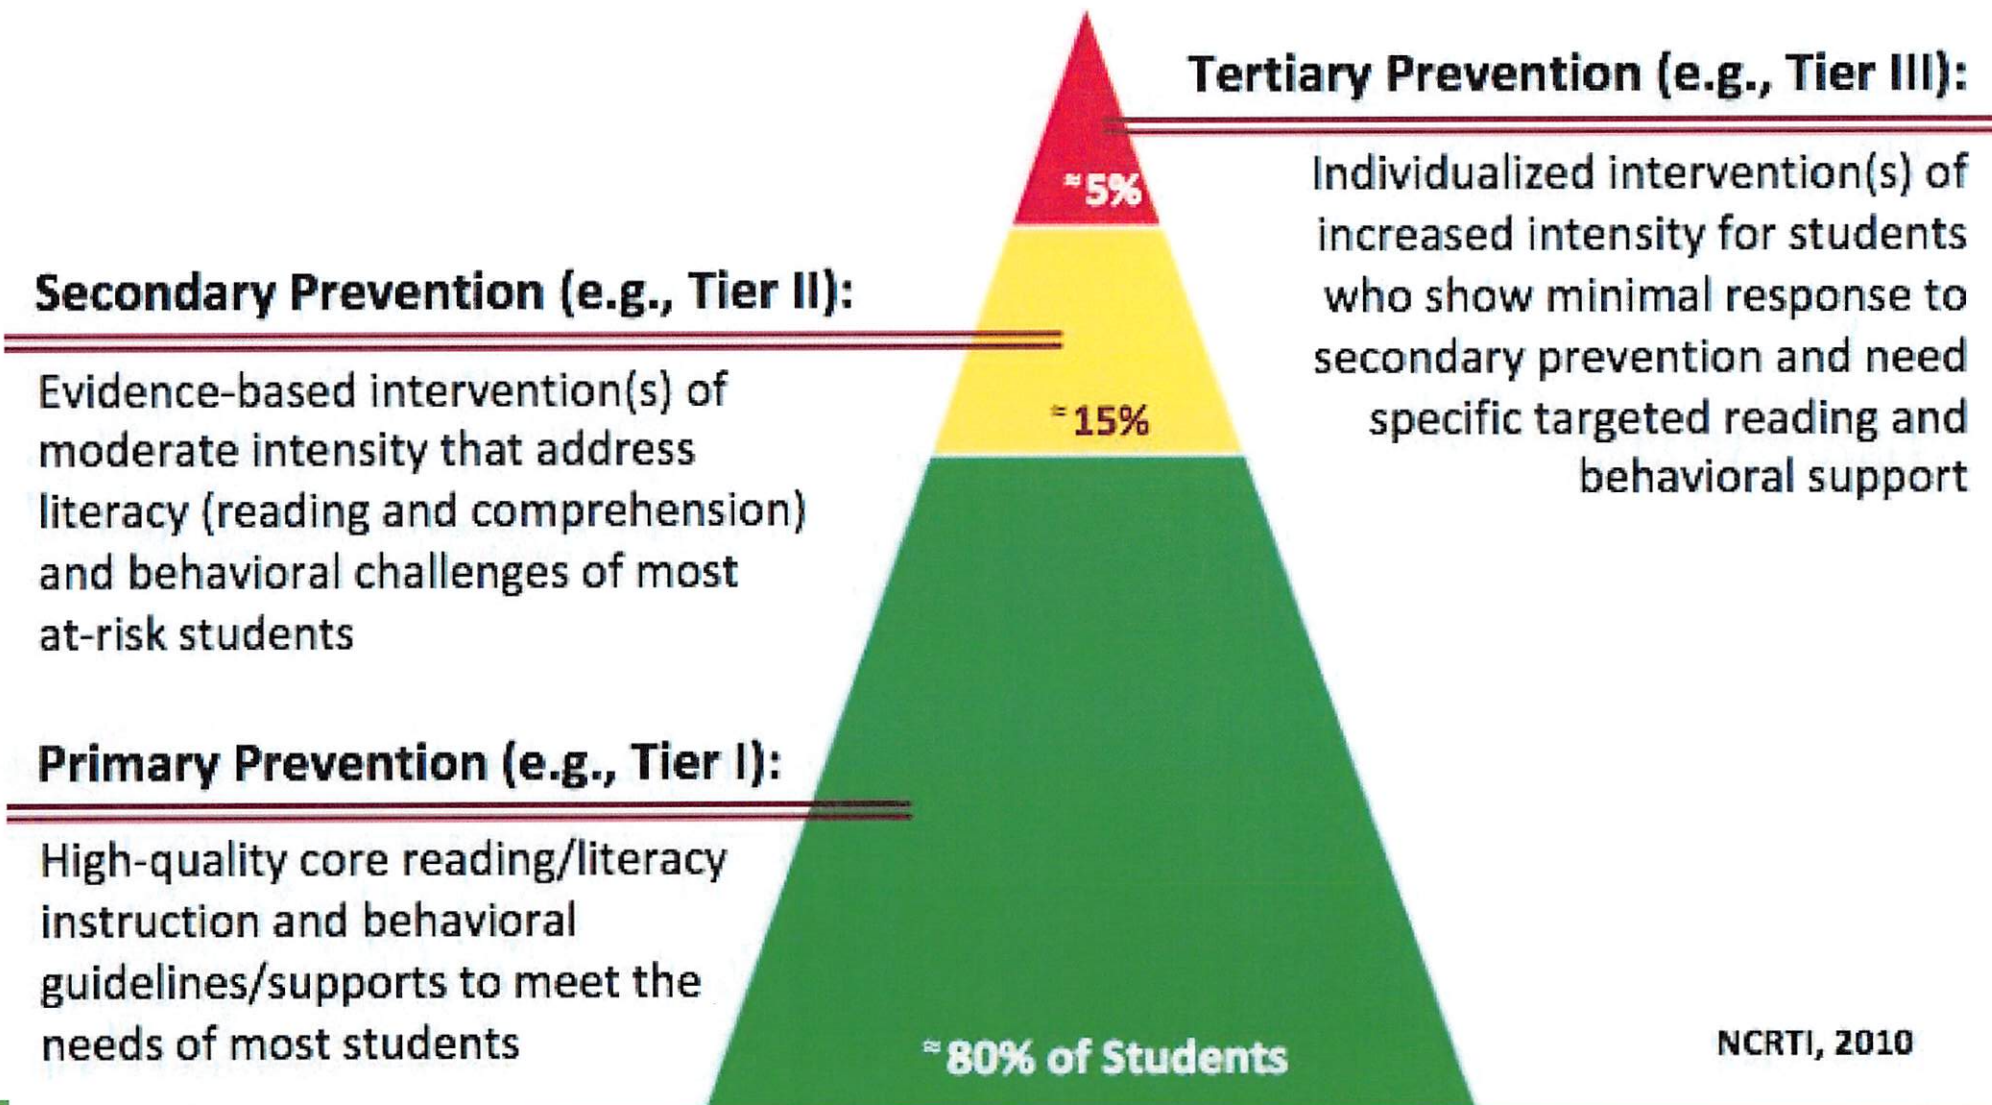 Tertiary Prevention (e.g., Tier III):
Individualized intervention(s) of
increased intensity for students
who show minimal response to
secondary prevention and need
specific targeted reading and
behavioral support
≈5%
Secondary Prevention (e.g., Tier II):
Evidence-based intervention(s) of
moderate intensity that address
literacy (reading and comprehension)
and behavioral challenges of most
at-risk students
≈15%
Primary Prevention (e.g., Tier I):
High-quality core reading/literacy
instruction and behavioral
guidelines/supports to meet the
needs of most students
≈80% of Students
NCRTI, 2010